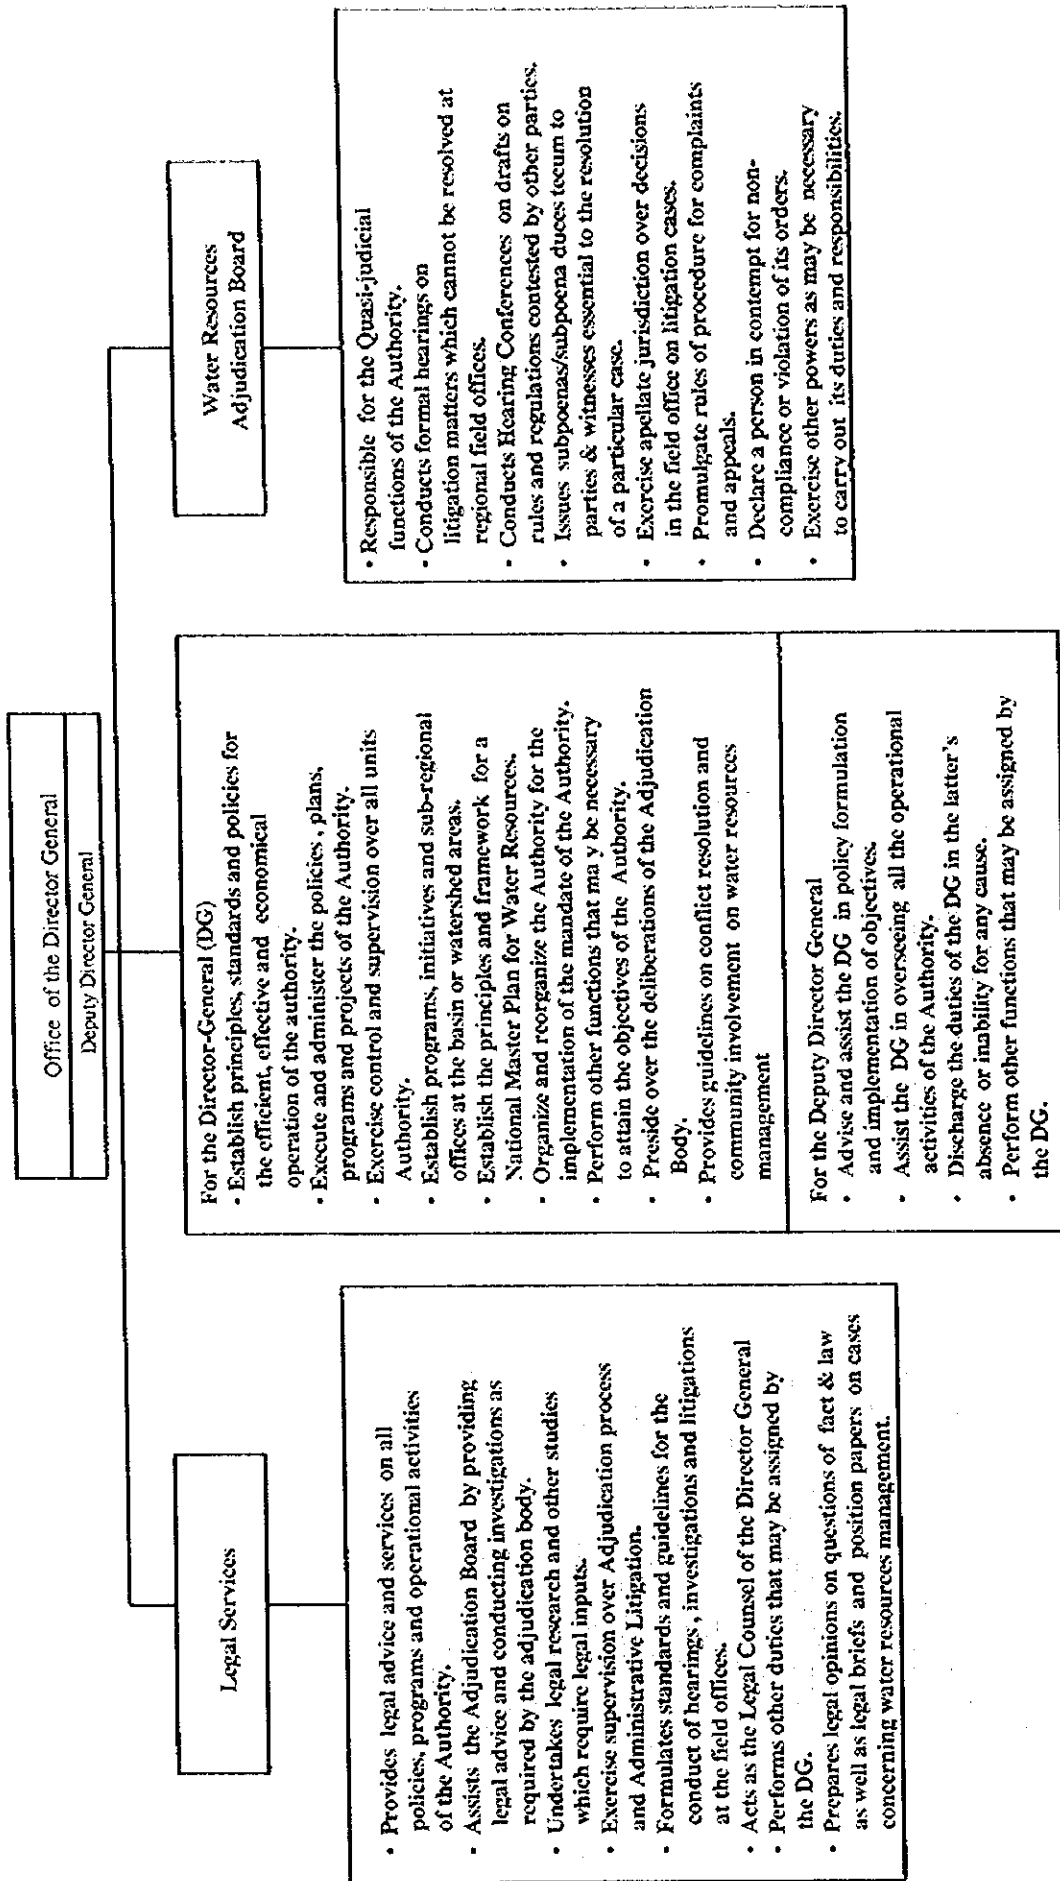 Office of the Director General
Deputy Director General
Legal Services
• Provides legal advice and services on all
policies, programs and operational activities
of the Authority.
• Assists the Adjudication Board by providing
legal advice and conducting investigations as
required by the adjudication body.
• Undertakes legal research and other studies
which require legal inputs.
• Exercise supervision over Adjudication process
and Administrative Litigation.
• Formulates standards and guidelines for the
conduct of hearings, investigations and litigations
at the field offices.
• Acts as the Legal Counsel of the Director General
• Performs other duties that may be assigned by
the DG.
• Prepares legal opinions on questions of fact & law
as well as legal briefs and position papers on cases
concerning water resources management.
For the Director-General (DG)
• Establish principles, standards and policies for
the efficient, effective and economical
operation of the authority.
• Execute and administer the policies, plans,
programs and projects of the Authority.
• Exercise control and supervision over all units
Authority.
• Establish programs, initiatives and sub-regional
offices at the basin or watershed areas.
• Establish the principles and framework for a
National Master Plan for Water Resources.
• Organize and reorganize the Authority for the
implementation of the mandate of the Authority.
• Perform other functions that ma y be necessary
to attain the objectives of the Authority.
• Preside over the deliberations of the Adjudication
Body.
• Provides guidelines on conflict resolution and
community involvement on water resources
management
For the Deputy Director General
• Advise and assist the DG in policy formulation
and implementation of objectives.
• Assist the DG in overseeing all the operational
activities of the Authority.
• Discharge the duties of the DG in the latter's
absence or inability for any cause.
• Perform other functions that may be assigned by
the DG.
Water Resources
Adjudication Board
• Responsible for the Quasi-judicial
functions of the Authority.
• Conducts formal hearings on
litigation matters which cannot be resolved at
regional field offices.
• Conducts Hearing Conferences on drafts on
rules and regulations contested by other parties.
• Issues subpoenas/subpoena duces tecum to
parties & witnesses essential to the resolution
of a particular case.
• Exercise apellate jurisdiction over decisions
in the field office on litigation cases.
• Promulgate rules of procedure for complaints
and appeals.
• Declare a person in contempt for non-
compliance or violation of its orders.
• Exercise other powers as may be necessary
to carry out its duties and responsibilities.